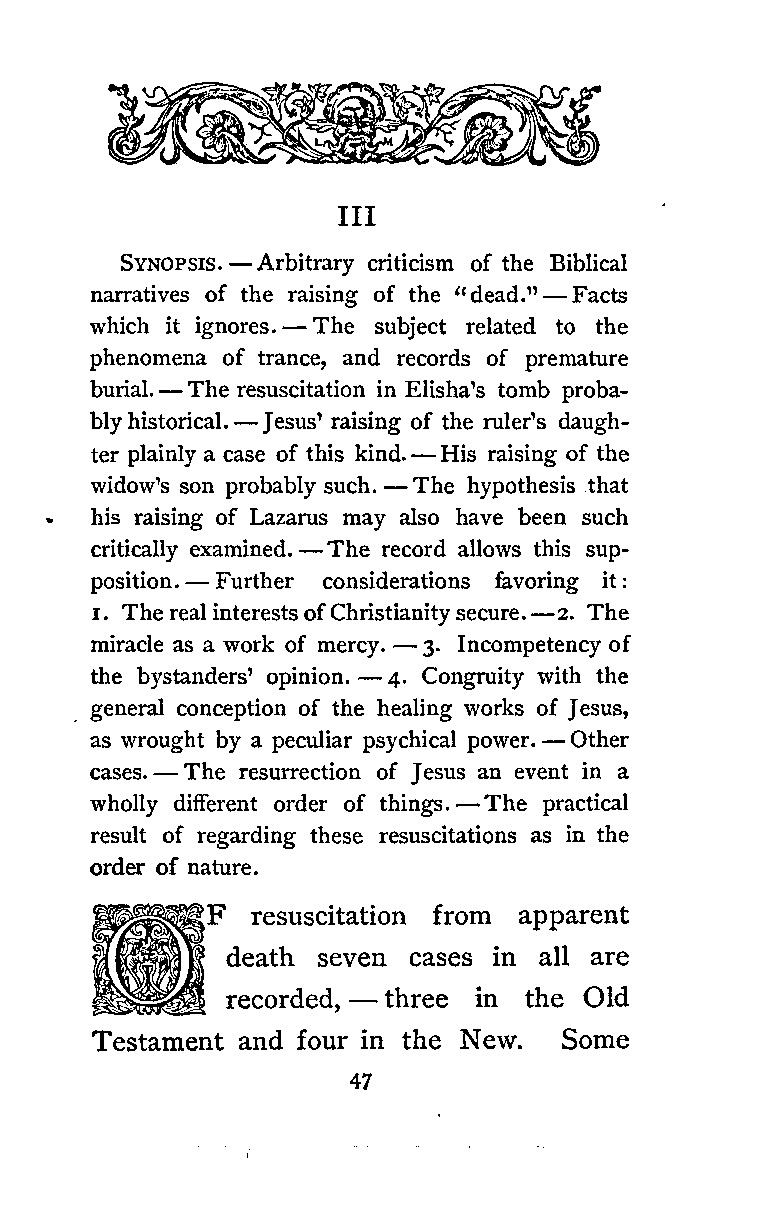 III
SYNOPSIS. — Arbitrary criticism of the Biblical
narratives of the raising of the “dead.” — Facts
which it ignores. — The subject related to the
phenomena of trance, and records of premature
burial. — The resuscitation in Elisha’s tomb proba-
bly historical. — Jesus’ raising of the ruler’s daugh-
ter plainly a case of this kind. — His raising of the
widow’s son probably such. — The hypothesis that
his raising of Lazarus may also have been such
critically examined. — The record allows this sup-
position. — Further considerations favoring it:
1. The real interests of Christianity secure. — 2. The
miracle as a work of mercy. — 3. Incompetency of
the bystanders’ opinion. — 4. Congruity with the
general conception of the healing works of Jesus,
as wrought by a peculiar psychical power. — Other
cases. — The resurrection of Jesus an event in a
wholly different order of things. — The practical
result of regarding these resuscitations as in the
order of nature.
OF resuscitation from apparent
death seven cases in all are
recorded, — three in the Old
Testament and four in the New. Some
47